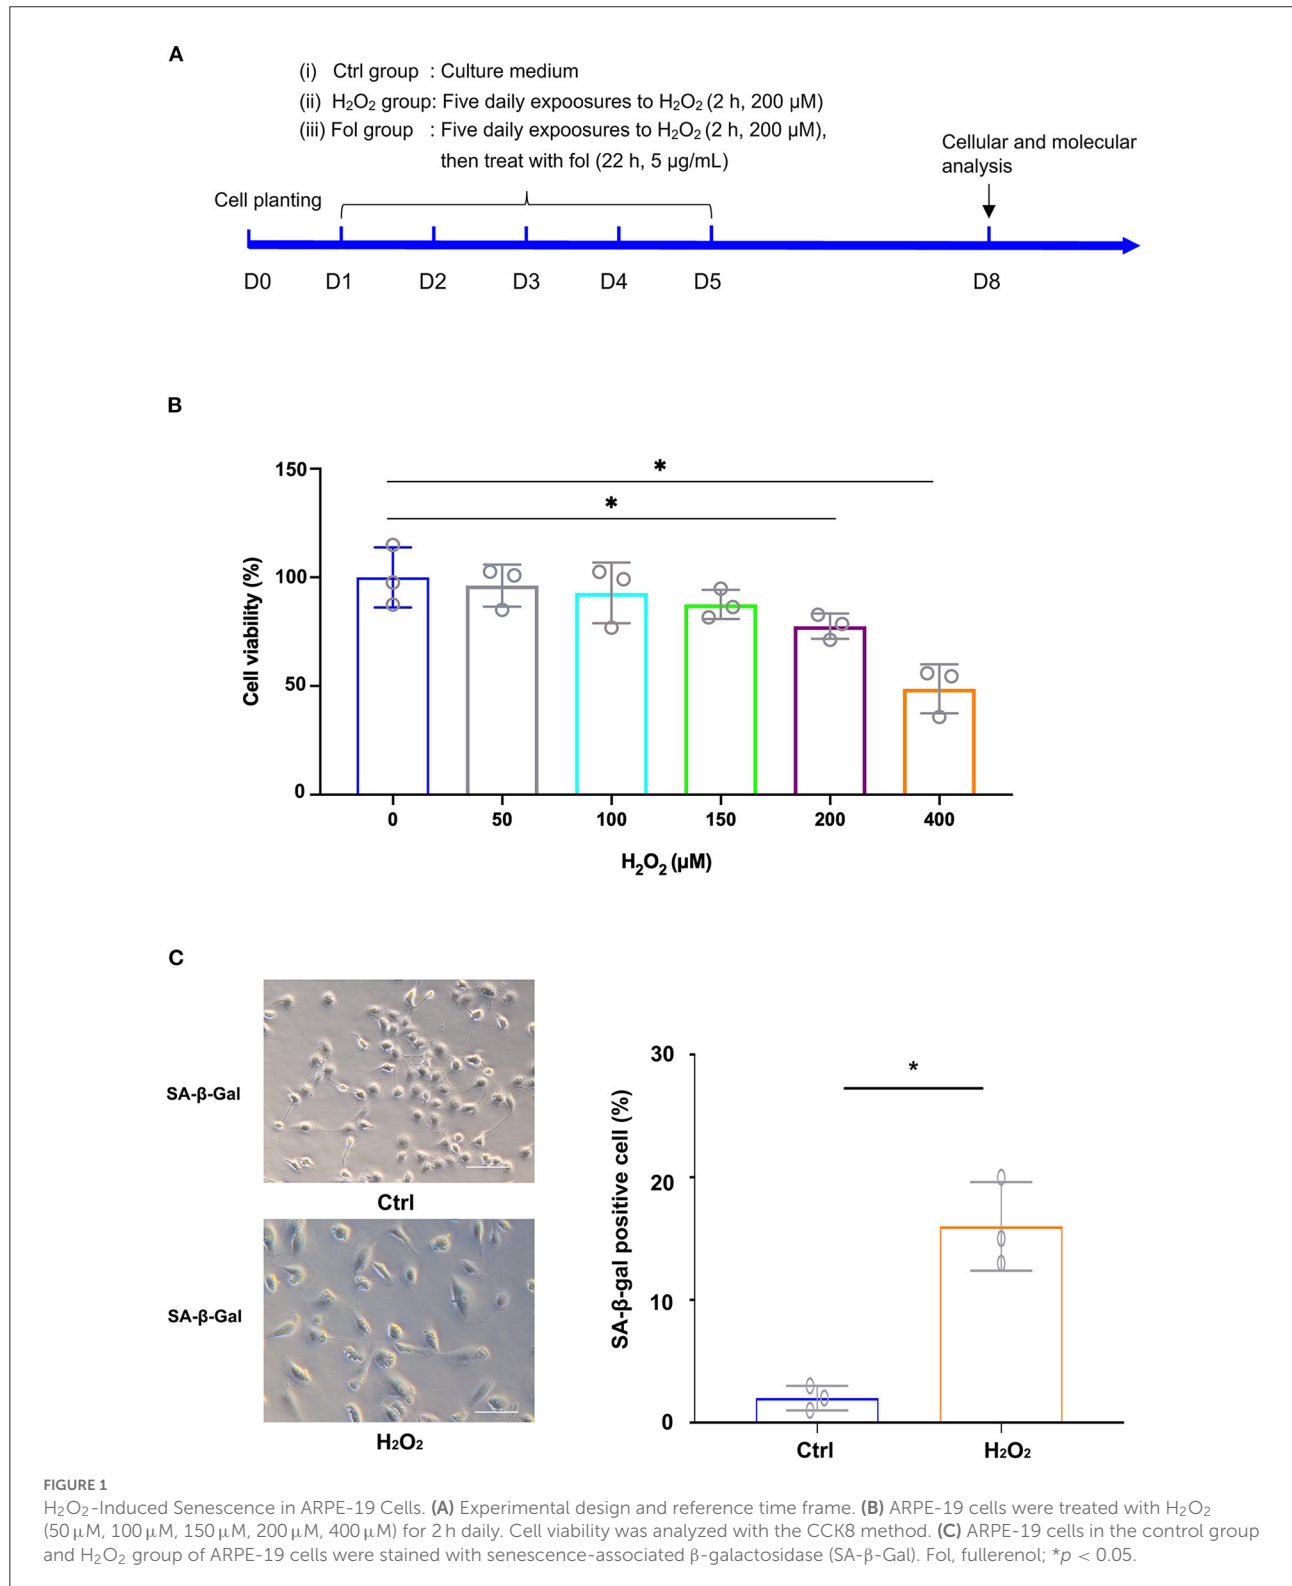 A
(i) Ctrl group : Culture medium
(ii) H₂O₂ group: Five daily expoosures to H₂O₂ (2 h, 200 µM)
(iii) Fol group : Five daily expoosures to H₂O₂ (2 h, 200 µM),
then treat with fol (22 h, 5 µg/mL)
Cellular and molecular
analysis
Cell planting
D0 D1 D2 D3 D4 D5 D8
B
150
100
50
0
Cell viability (%)
*
*
0 50 100 150 200 400
H₂O₂ (µM)
C
SA-β-Gal
Ctrl
SA-β-Gal
H₂O₂
30
20
10
0
SA-β-gal positive cell (%)
*
Ctrl H₂O₂
FIGURE 1
H₂O₂-Induced Senescence in ARPE-19 Cells. (A) Experimental design and reference time frame. (B) ARPE-19 cells were treated with H₂O₂
(50 µM, 100 µM, 150 µM, 200 µM, 400 µM) for 2 h daily. Cell viability was analyzed with the CCK8 method. (C) ARPE-19 cells in the control group
and H₂O₂ group of ARPE-19 cells were stained with senescence-associated β-galactosidase (SA-β-Gal). Fol, fullerenol; *p < 0.05.